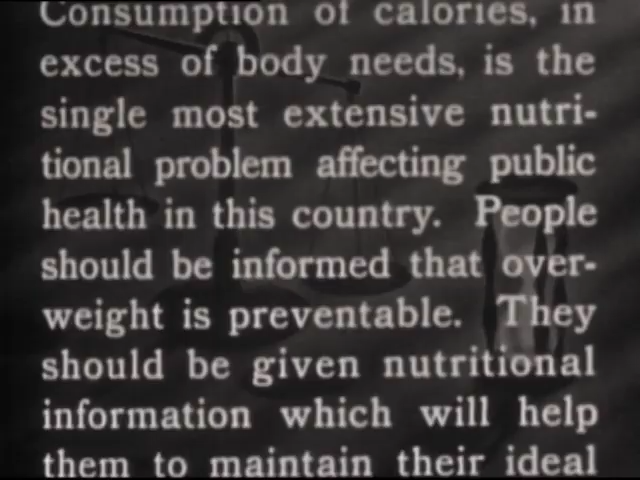 Consumption of calories, in
excess of body needs, is the
single most extensive nutri-
tional problem affecting public
health in this country. People
should be informed that over-
weight is preventable. They
should be given nutritional
information which will help
them to maintain their ideal